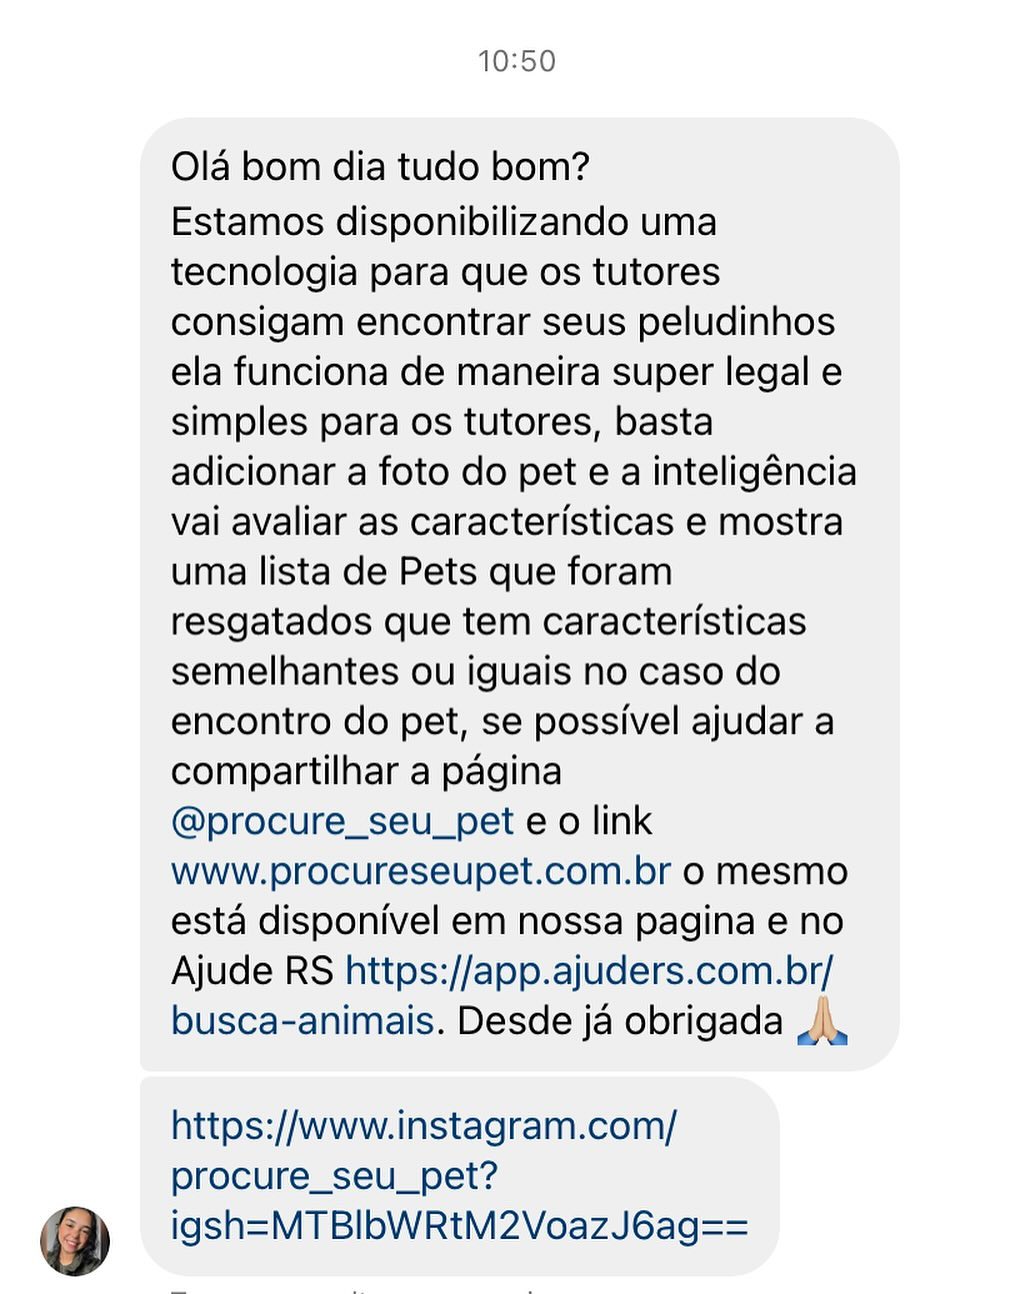 10:50
Olá bom dia tudo bom?
Estamos disponibilizando uma
tecnologia para que os tutores
consigam encontrar seus peludinhos
ela funciona de maneira super legal e
simples para os tutores, basta
adicionar a foto do pet e a inteligência
vai avaliar as características e mostra
uma lista de Pets que foram
resgatados que tem características
semelhantes ou iguais no caso do
encontro do pet, se possível ajudar a
compartilhar a página
@procure_seu_pet e o link
www.procureseupet.com.br o mesmo
está disponível em nossa pagina e no
Ajude RS https://app.ajuders.com.br/
busca-animais. Desde já obrigada 🙏🏼
https://www.instagram.com/
procure_seu_pet?
igsh=MTBlbWRtM2VoazJ6ag==